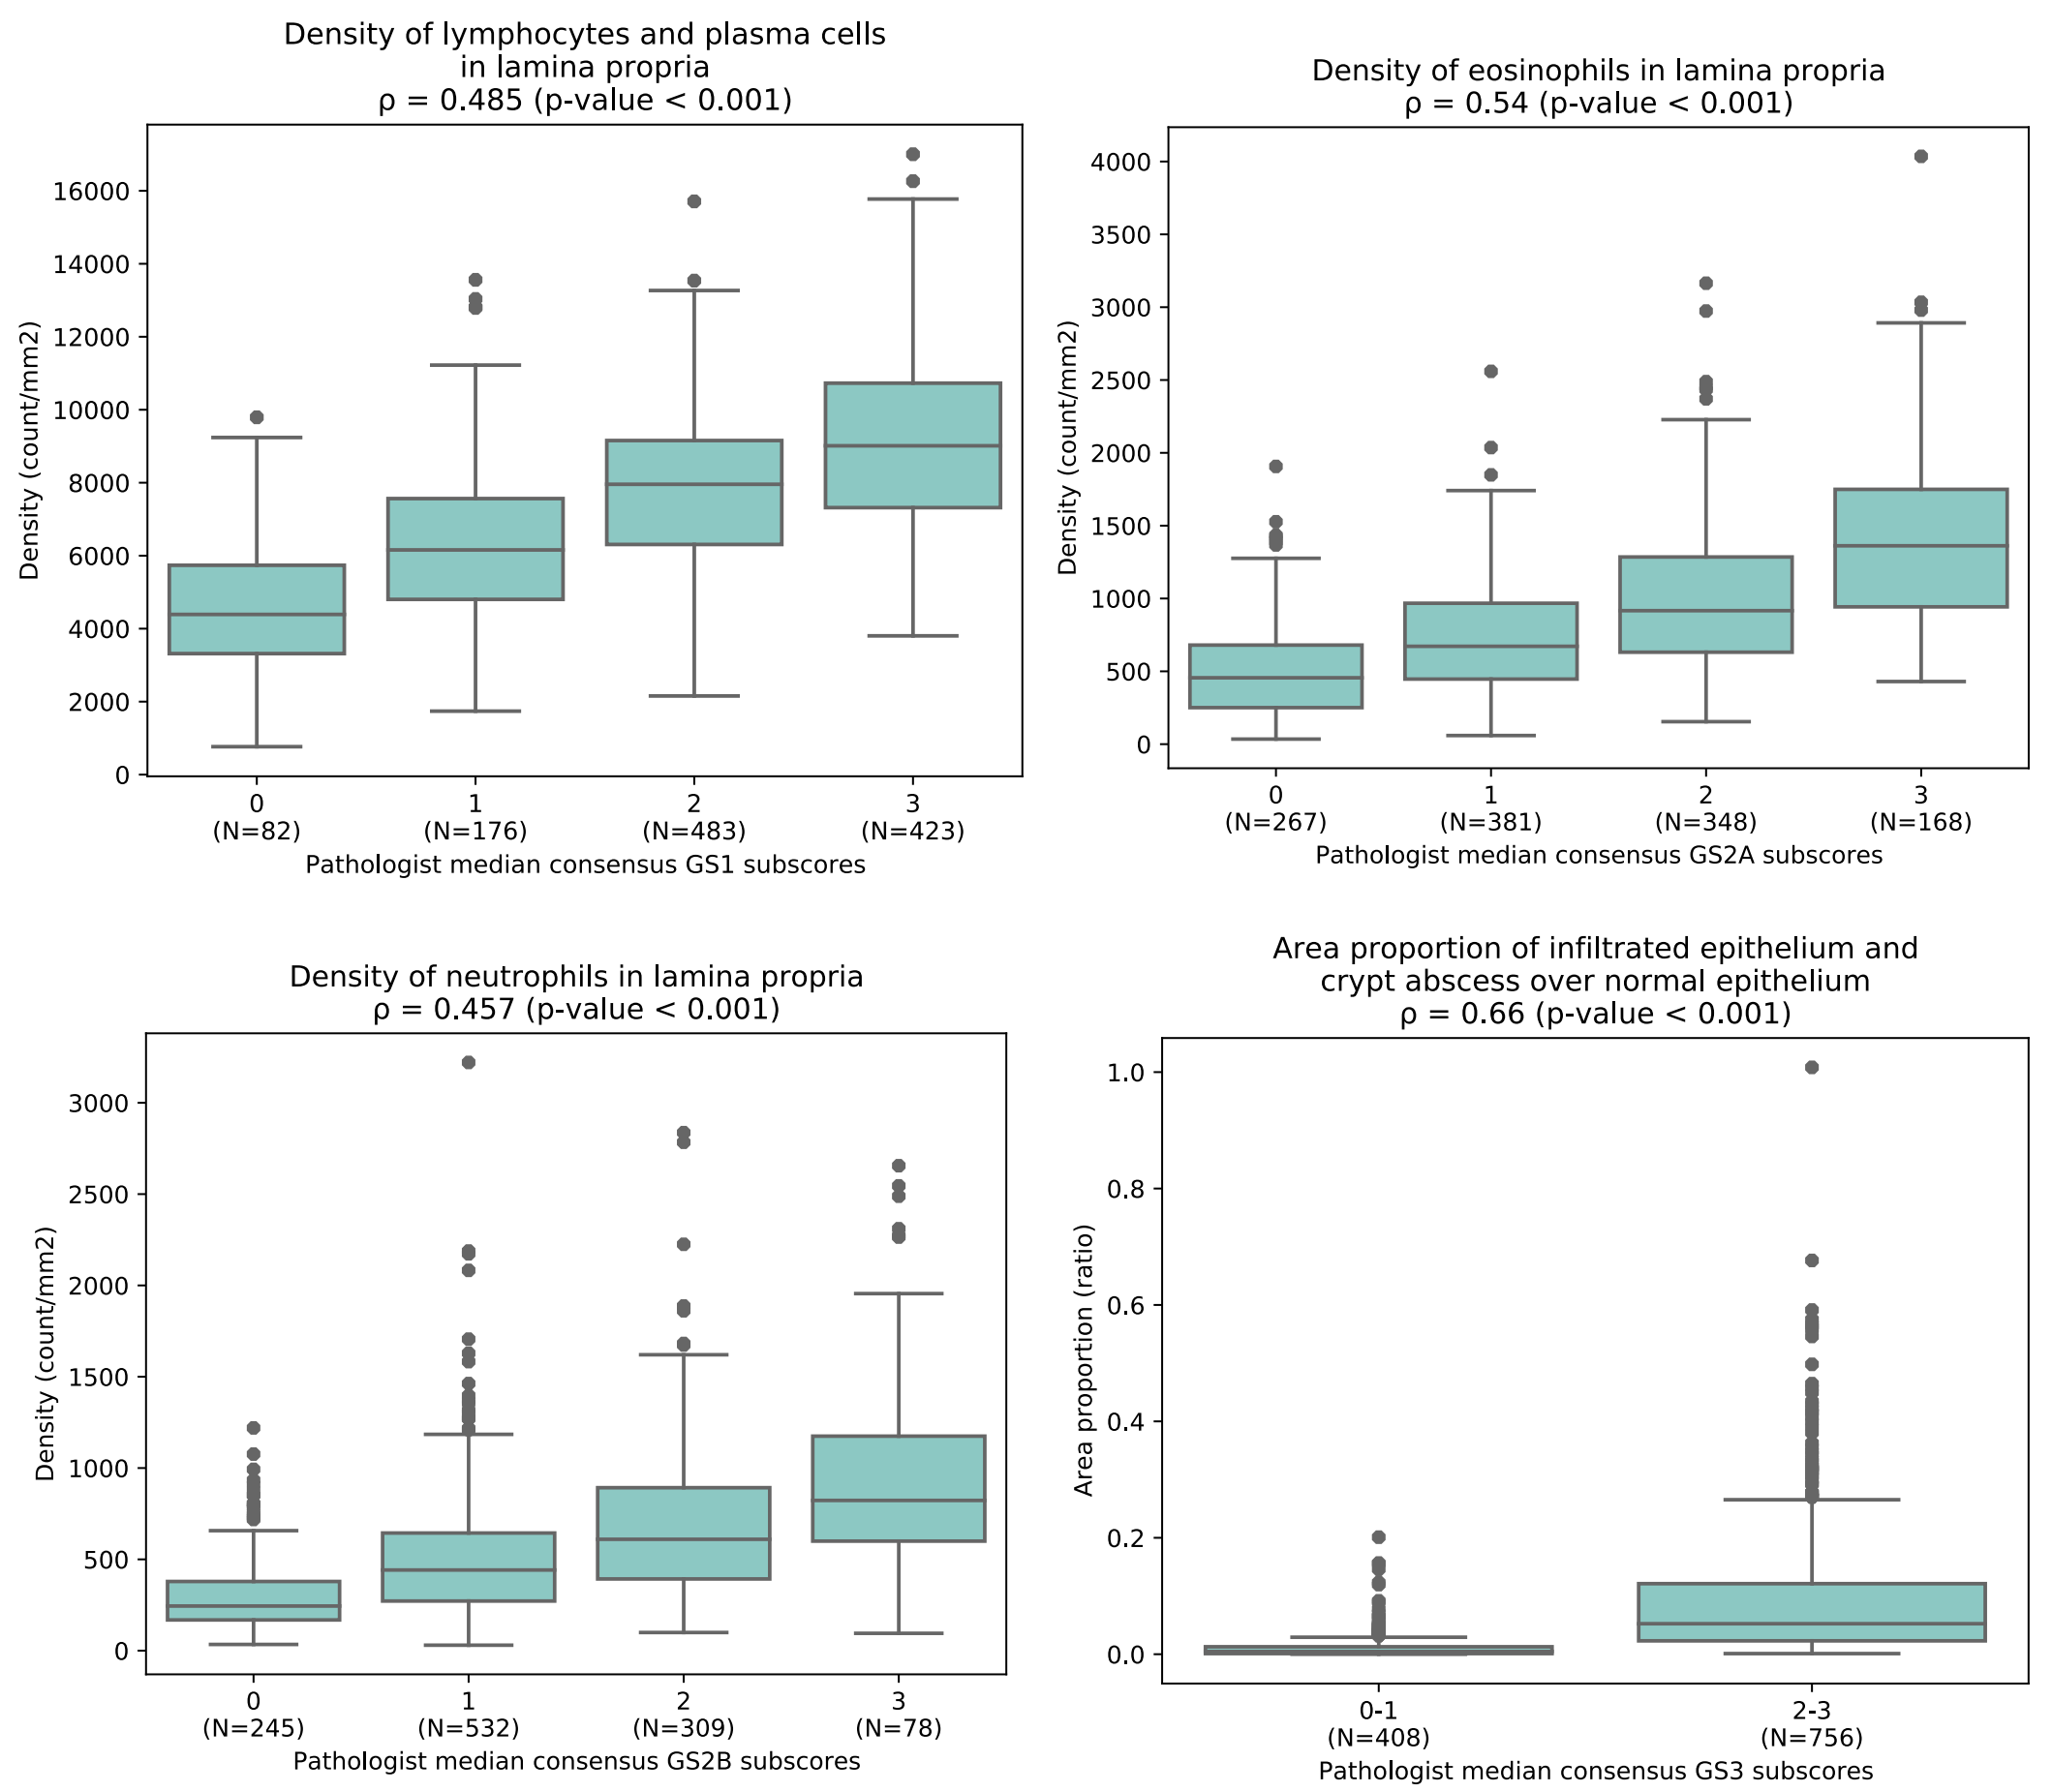 Density of lymphocytes and plasma cells
in lamina propria
ρ = 0.485 (p-value < 0.001)
16000
14000
12000
10000
8000
6000
4000
2000
0
Density (count/mm2)
0 1 2 3
(N=82) (N=176) (N=483) (N=423)
Pathologist median consensus GS1 subscores
Density of eosinophils in lamina propria
ρ = 0.54 (p-value < 0.001)
4000
3500
3000
2500
2000
1500
1000
500
0
Density (count/mm2)
0 1 2 3
(N=267) (N=381) (N=348) (N=168)
Pathologist median consensus GS2A subscores
Density of neutrophils in lamina propria
ρ = 0.457 (p-value < 0.001)
3000
2500
2000
1500
1000
500
0
Density (count/mm2)
0 1 2 3
(N=245) (N=532) (N=309) (N=78)
Pathologist median consensus GS2B subscores
Area proportion of infiltrated epithelium and
crypt abscess over normal epithelium
ρ = 0.66 (p-value < 0.001)
1.0
0.8
0.6
0.4
0.2
0.0
Area proportion (ratio)
0-1 2-3
(N=408) (N=756)
Pathologist median consensus GS3 subscores